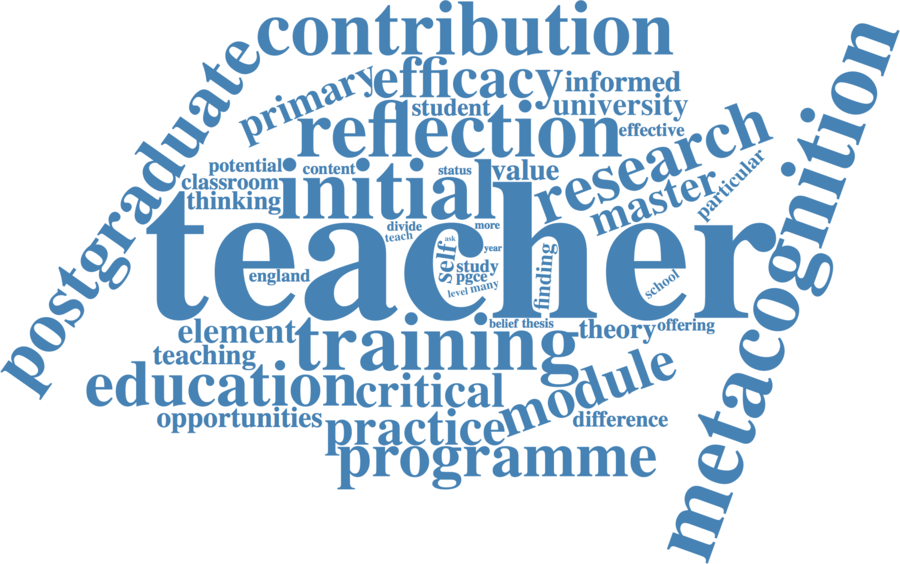 contribution
postgraduate
efficacy
informed
primary
student
university
reflection
effective
research
metacognition
potential
content
status
value
particular
classroom
initial
master
thinking
teacher
divide
more
teach
ask
self
year
england
study
finding
pgce
school
level
many
element
training
belief
thesis
theory
offering
teaching
education
critical
module
opportunities
practice
difference
programme